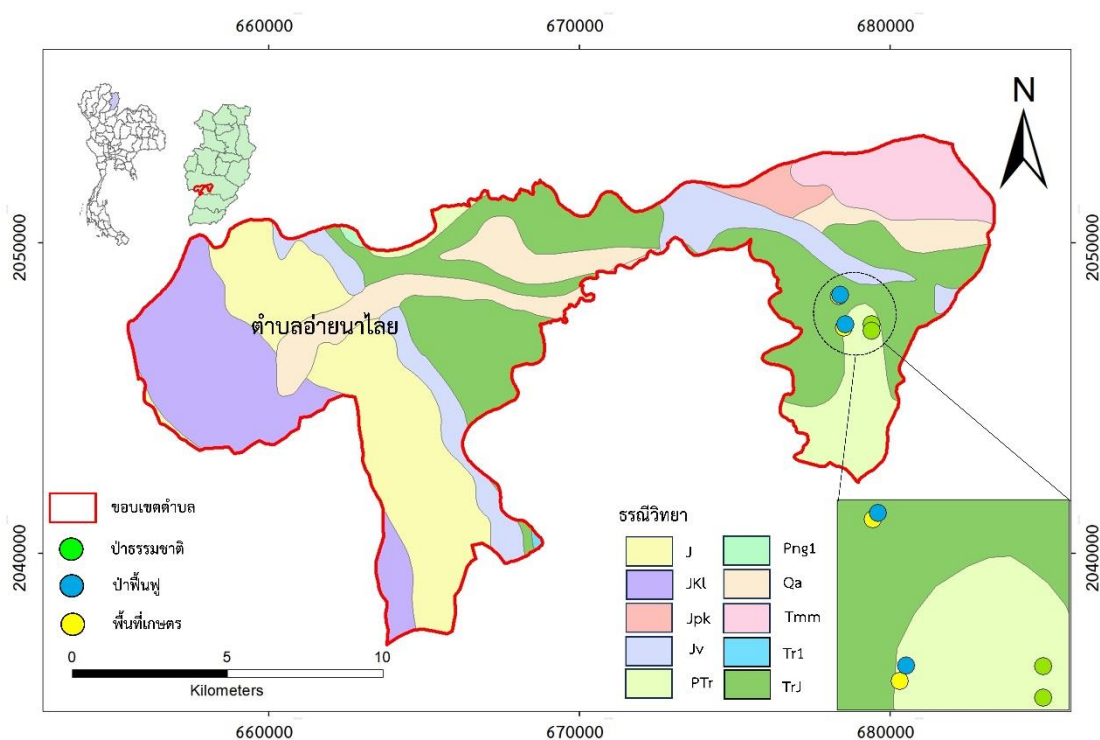 660000 670000 680000
N
2050000 2050000
ตำบลอ่ายนาไลย
2040000 2040000
ขอบเขตตำบล
ป่าธรรมชาติ
ป่าฟื้นฟู
พื้นที่เกษตร
0 5 10
Kilometers
ธรณีวิทยา
J Png1
JKl Qa
Jpk Tmm
Jv Tr1
PTr TrJ
660000 670000 680000